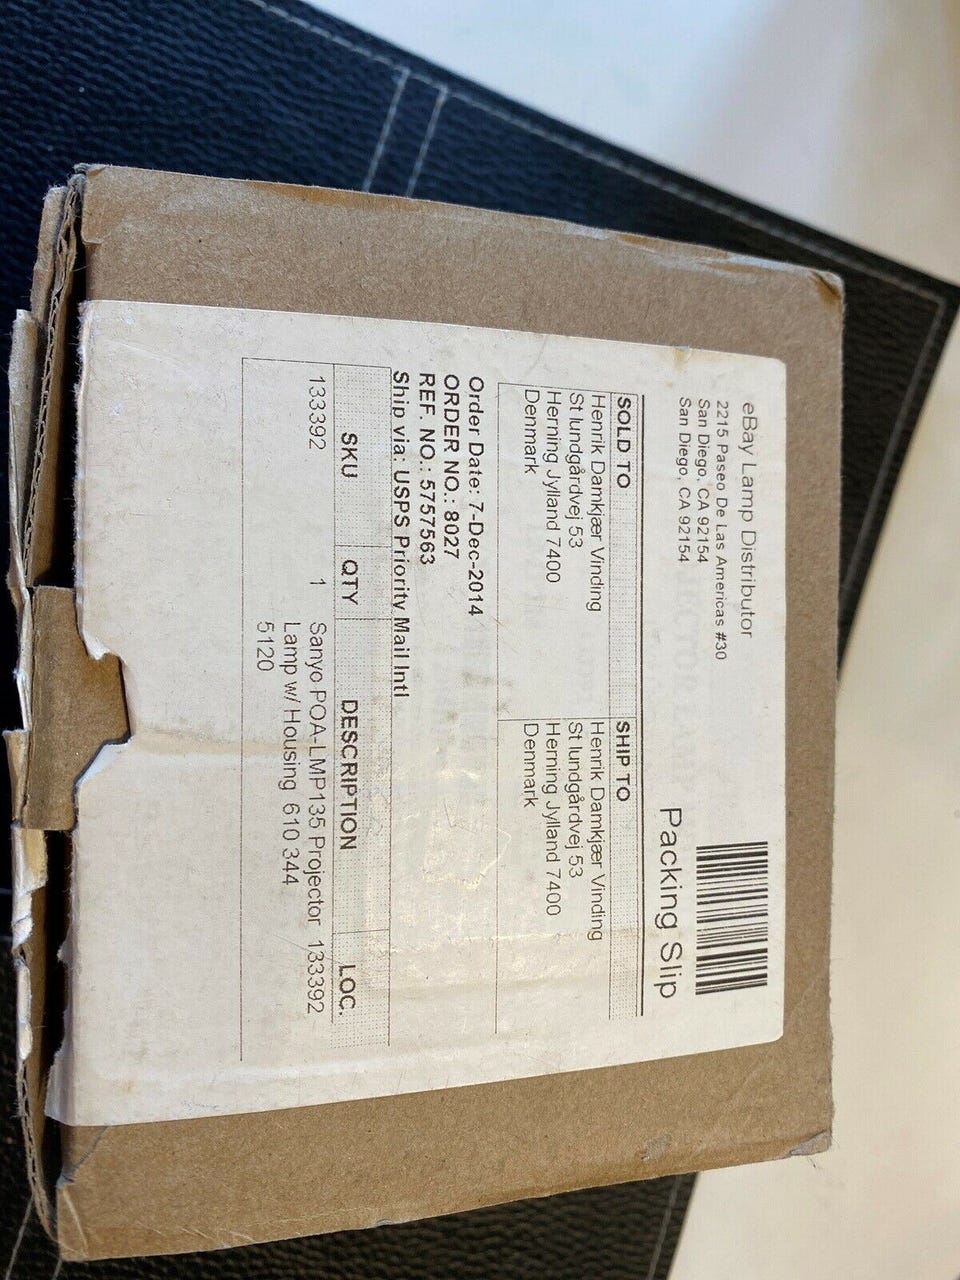 eBay Lamp Distributor
2215 Paseo De Las Americas #30
San Diego, CA 92154
San Diego, CA 92154
Packing Slip
SOLD TO
Henrik Damkjær Vinding
St lundgårdvej 53
Herning Jylland 7400
Denmark
SHIP TO
Henrik Damkjær Vinding
St lundgårdvej 53
Herning Jylland 7400
Denmark
Order Date: 7-Dec-2014
ORDER NO.: 8027
REF. NO.: 5757563
Ship via: USPS Priority Mail Intl
SKU QTY DESCRIPTION LOC.
133392 1 Sanyo POA-LMP135 Projector 133392
Lamp w/ Housing 610 344
5120